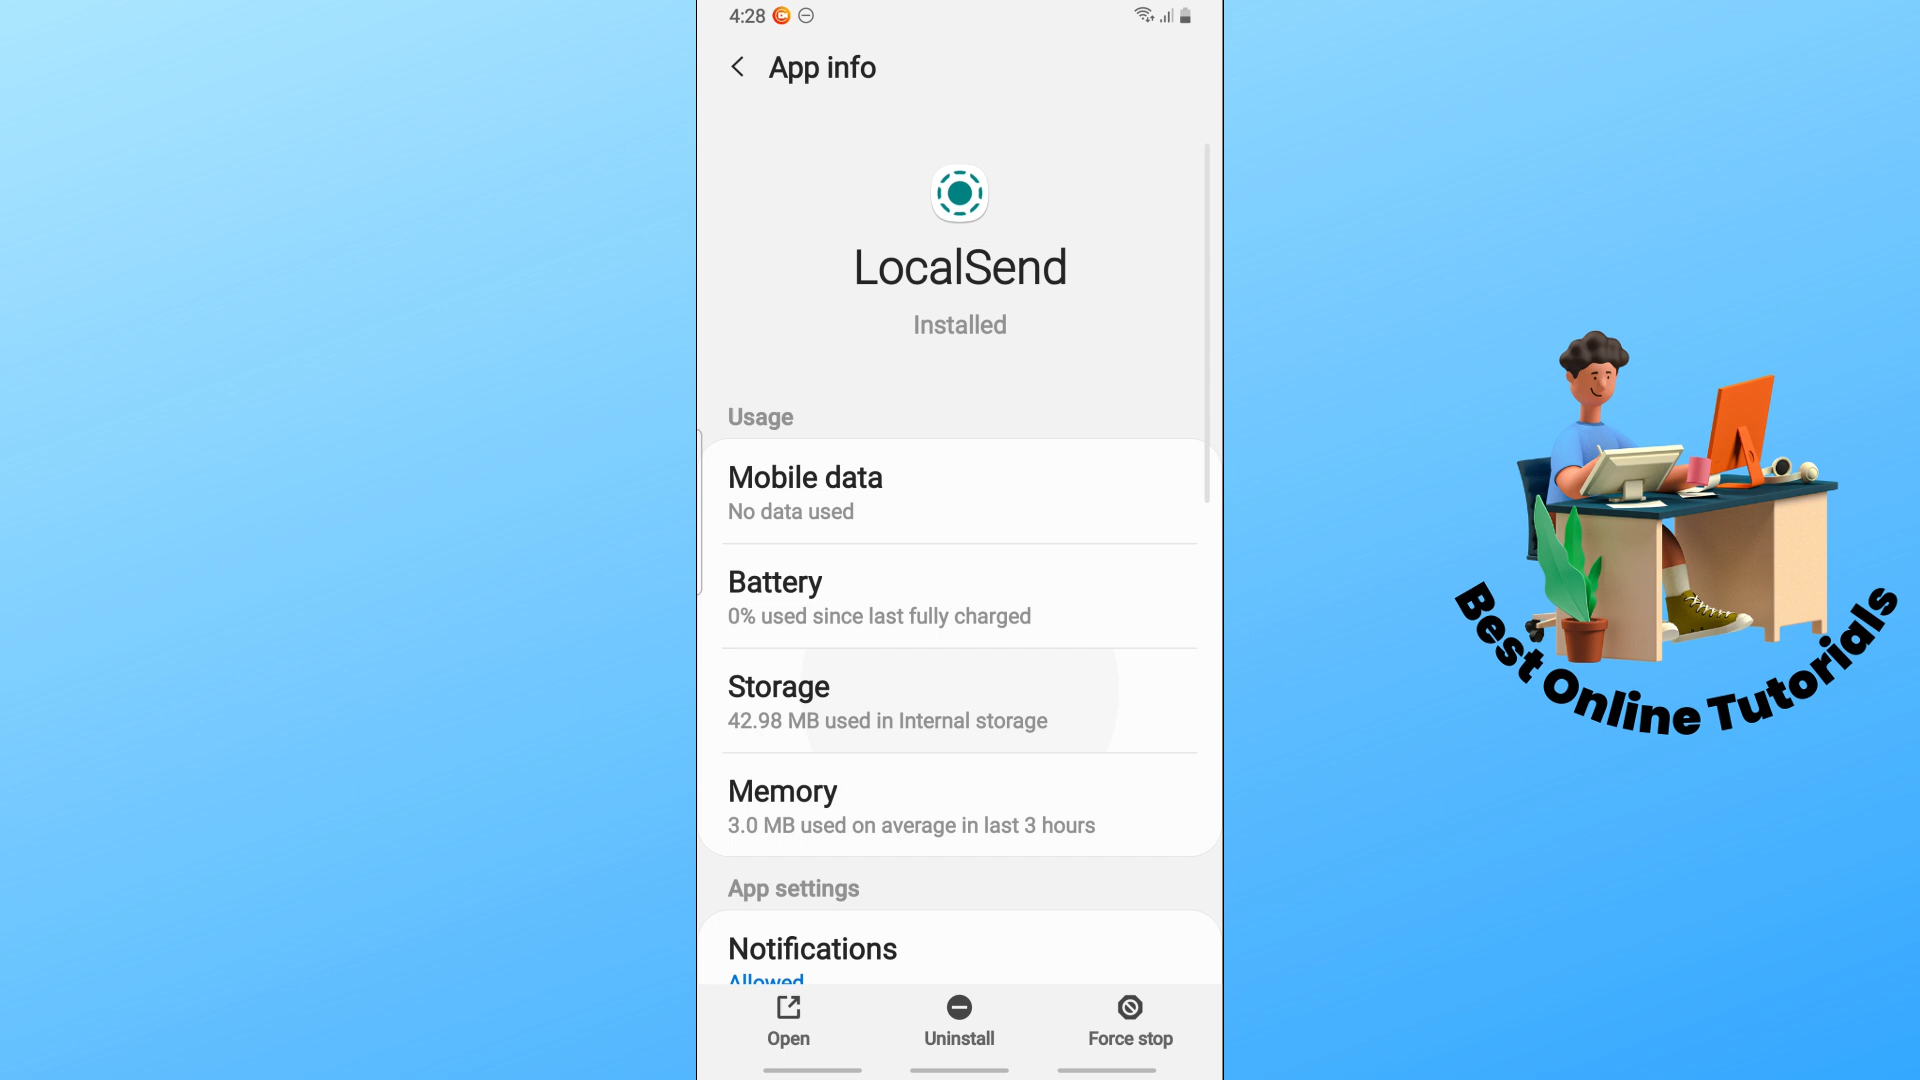 4:28
App info
LocalSend
Installed
Usage
Mobile data
No data used
Battery
0% used since last fully charged
Storage
42.98 MB used in Internal storage
Memory
3.0 MB used on average in last 3 hours
App settings
Notifications
Allowed
Open
Uninstall
Force stop
Best Online Tutorials